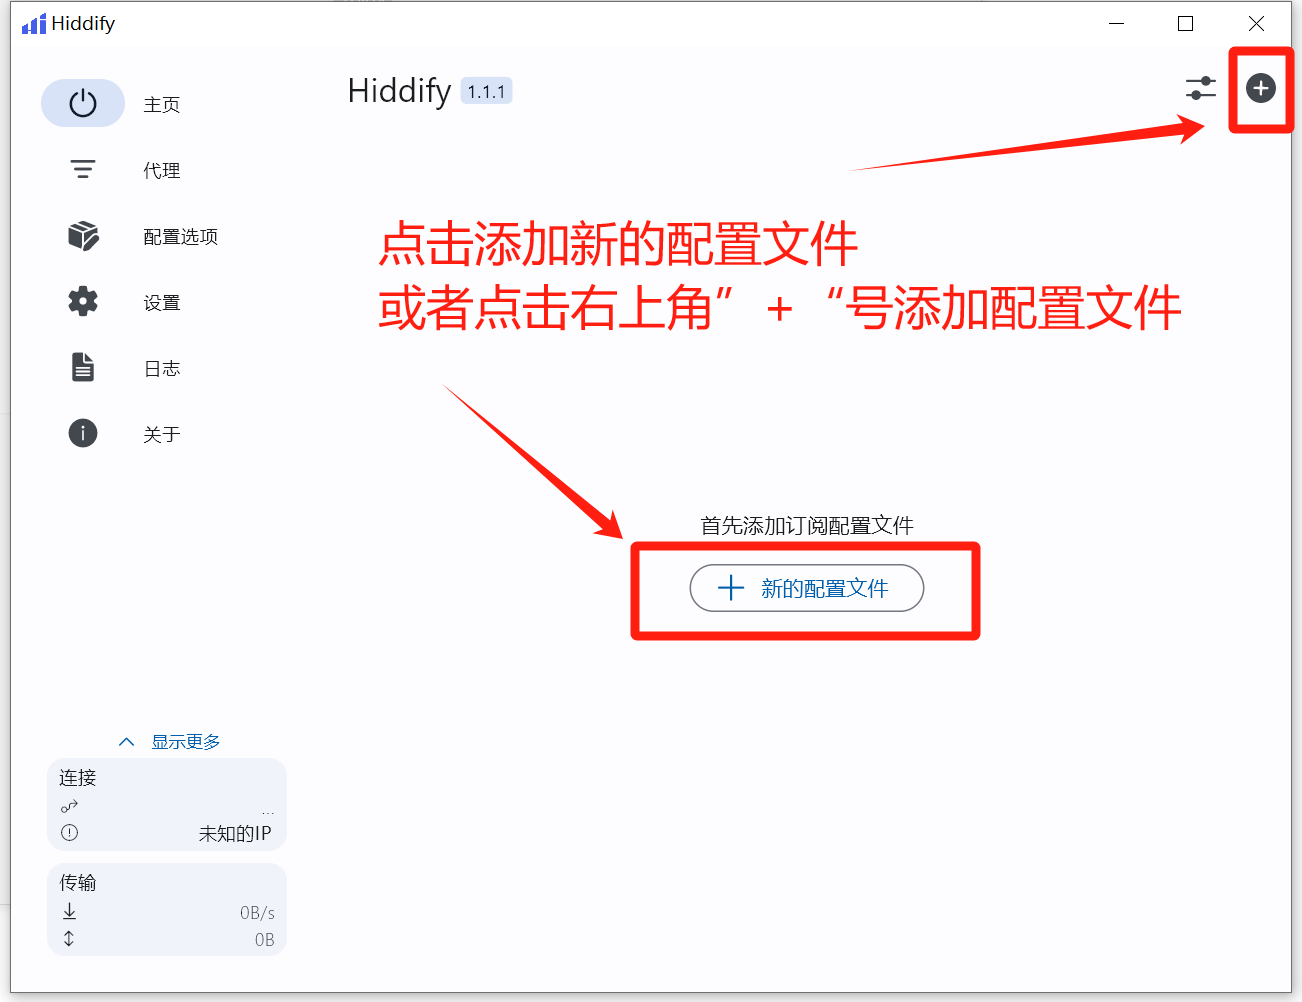 Hiddify
主页
代理
配置选项
设置
日志
关于
Hiddify 1.1.1
点击添加新的配置文件
或者点击右上角”+“号添加配置文件
首先添加订阅配置文件
新的配置文件
显示更多
连接
...
未知的IP
传输
0B/s
0B